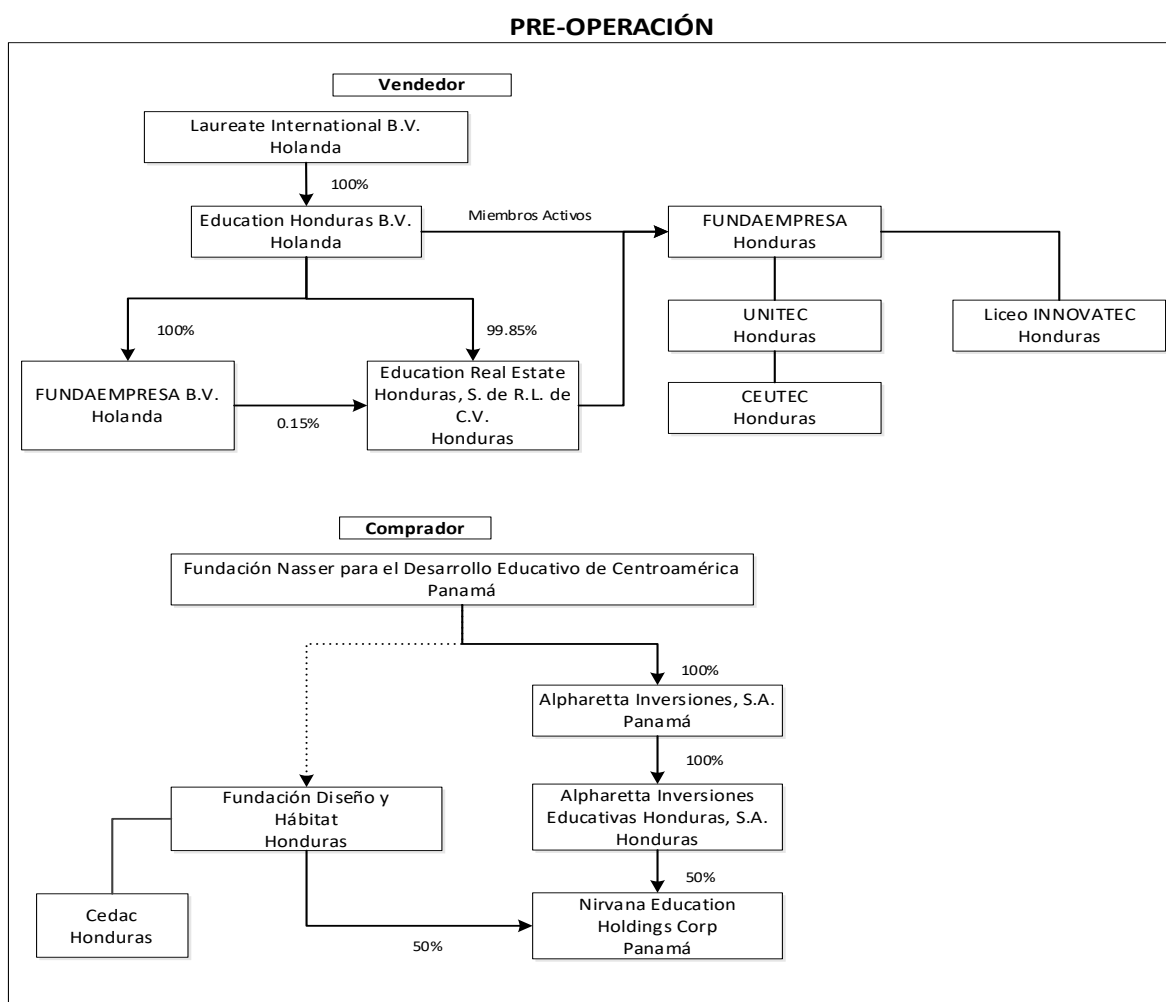 PRE-OPERACIÓN
Vendedor
Laureate International B.V.
Holanda
100%
Education Honduras B.V.
Holanda
Miembros Activos
FUNDAEMPRESA
Honduras
100%
99.85%
UNITEC
Honduras
Liceo INNOVATEC
Honduras
FUNDAEMPRESA B.V.
Holanda
0.15%
Education Real Estate
Honduras, S. de R.L. de
C.V.
Honduras
CEUTEC
Honduras
Comprador
Fundación Nasser para el Desarrollo Educativo de Centroamérica
Panamá
100%
Alpharetta Inversiones, S.A.
Panamá
100%
Fundación Diseño y
Hábitat
Honduras
Alpharetta Inversiones
Educativas Honduras, S.A.
Honduras
50%
Cedac
Honduras
50%
Nirvana Education
Holdings Corp
Panamá